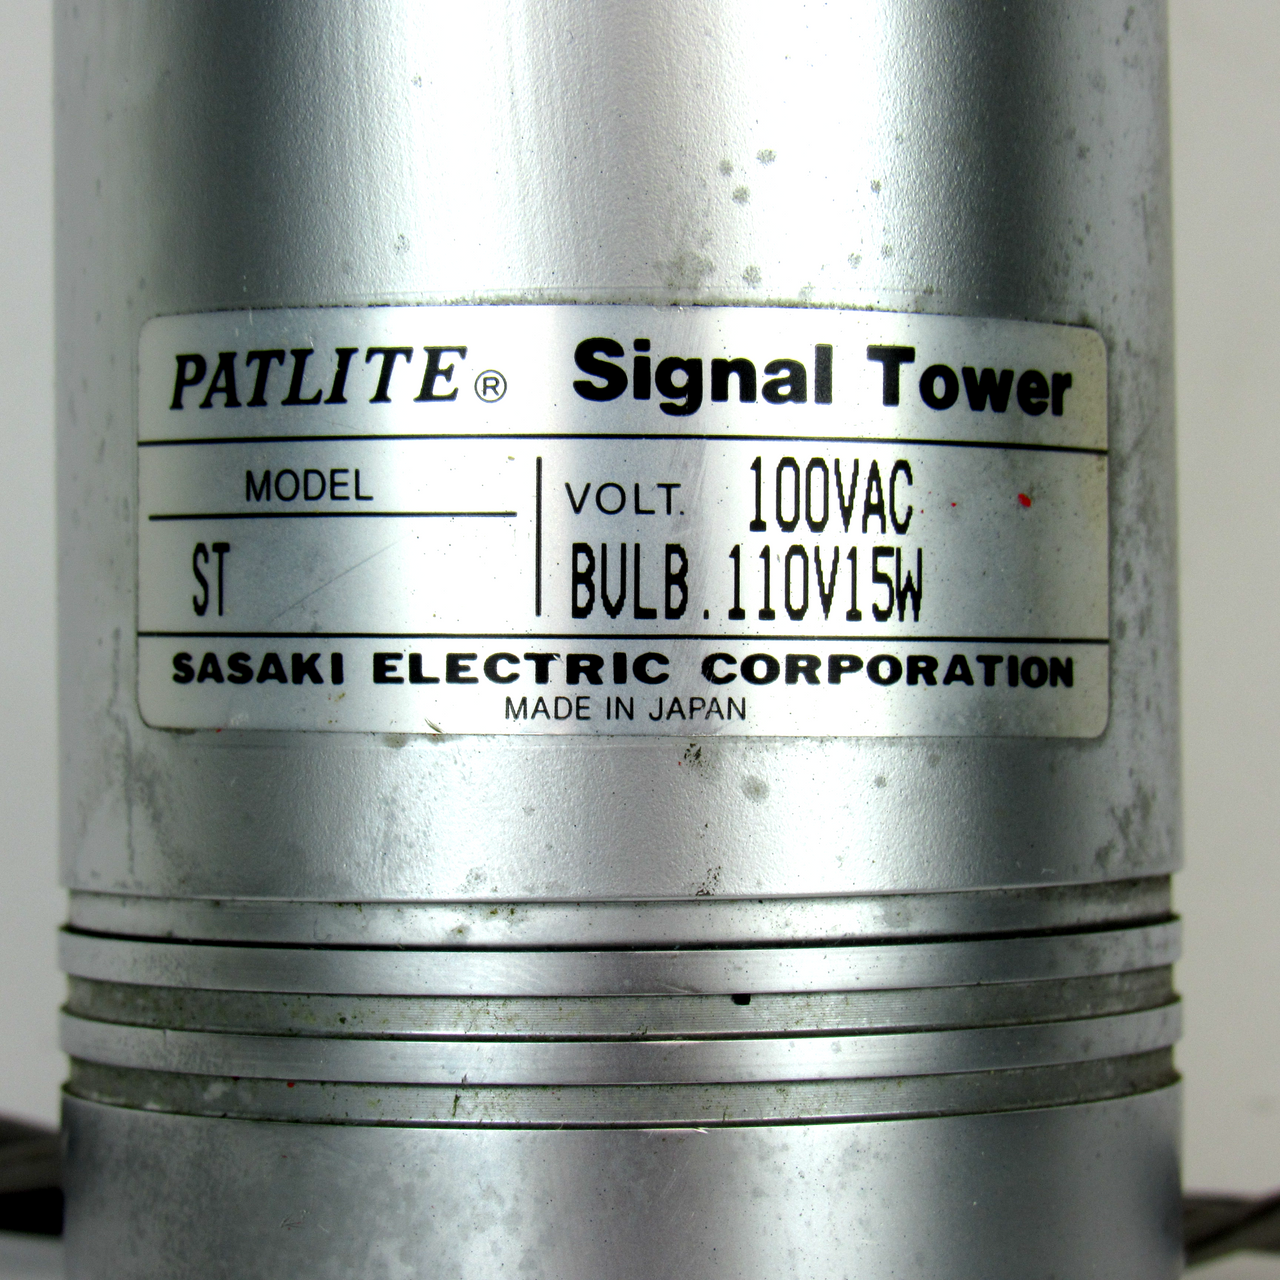 PATLITE® Signal Tower
MODEL
ST
VOLT. 100VAC
BULB. 110V15W
SASAKI ELECTRIC CORPORATION
MADE IN JAPAN